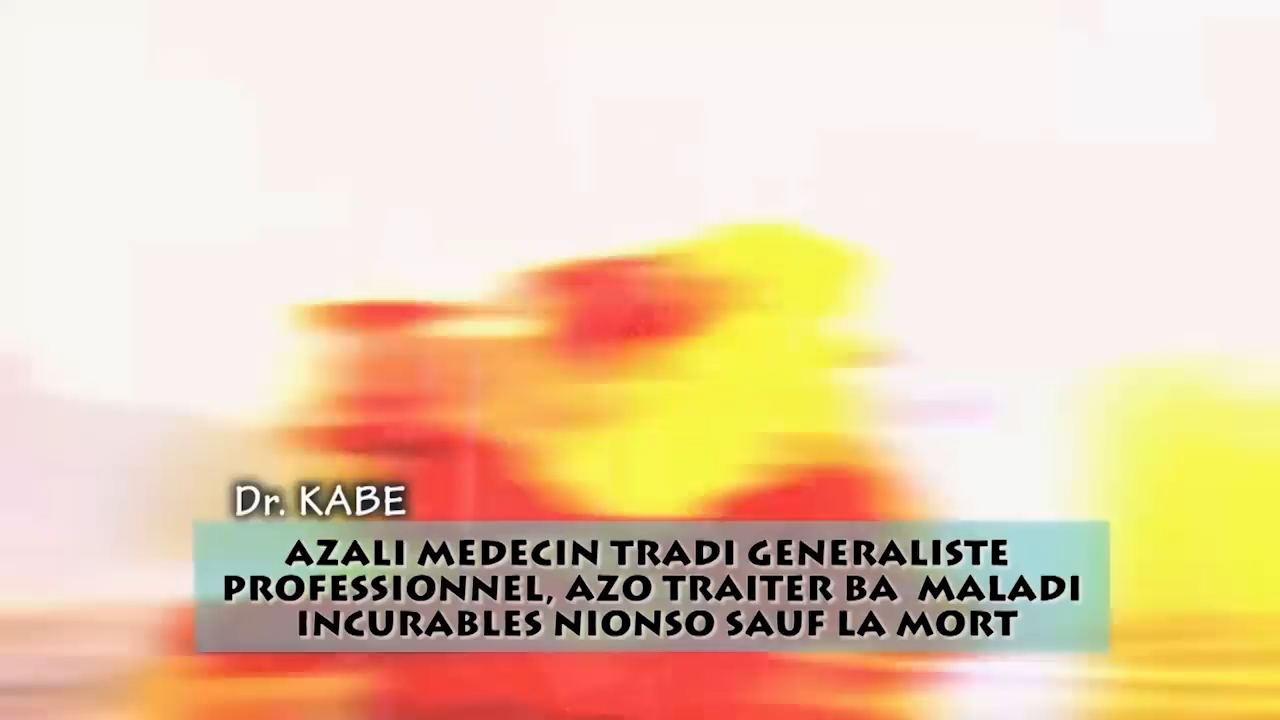 Dr. KABE
AZALI MEDECIN TRADI GENERALISTE
PROFESSIONNEL, AZO TRAITER BA MALADI
INCURABLES NIONSO SAUF LA MORT